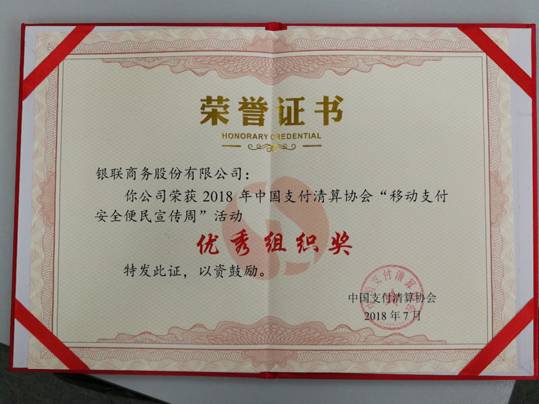 荣誉证书
HONORARY CREDENTIAL
银联商务股份有限公司：
你公司荣获2018年中国支付清算协会“移动支付
安全便民宣传周”活动
优秀组织奖
特发此证，以资鼓励。
中国支付清算协会
2018年7月